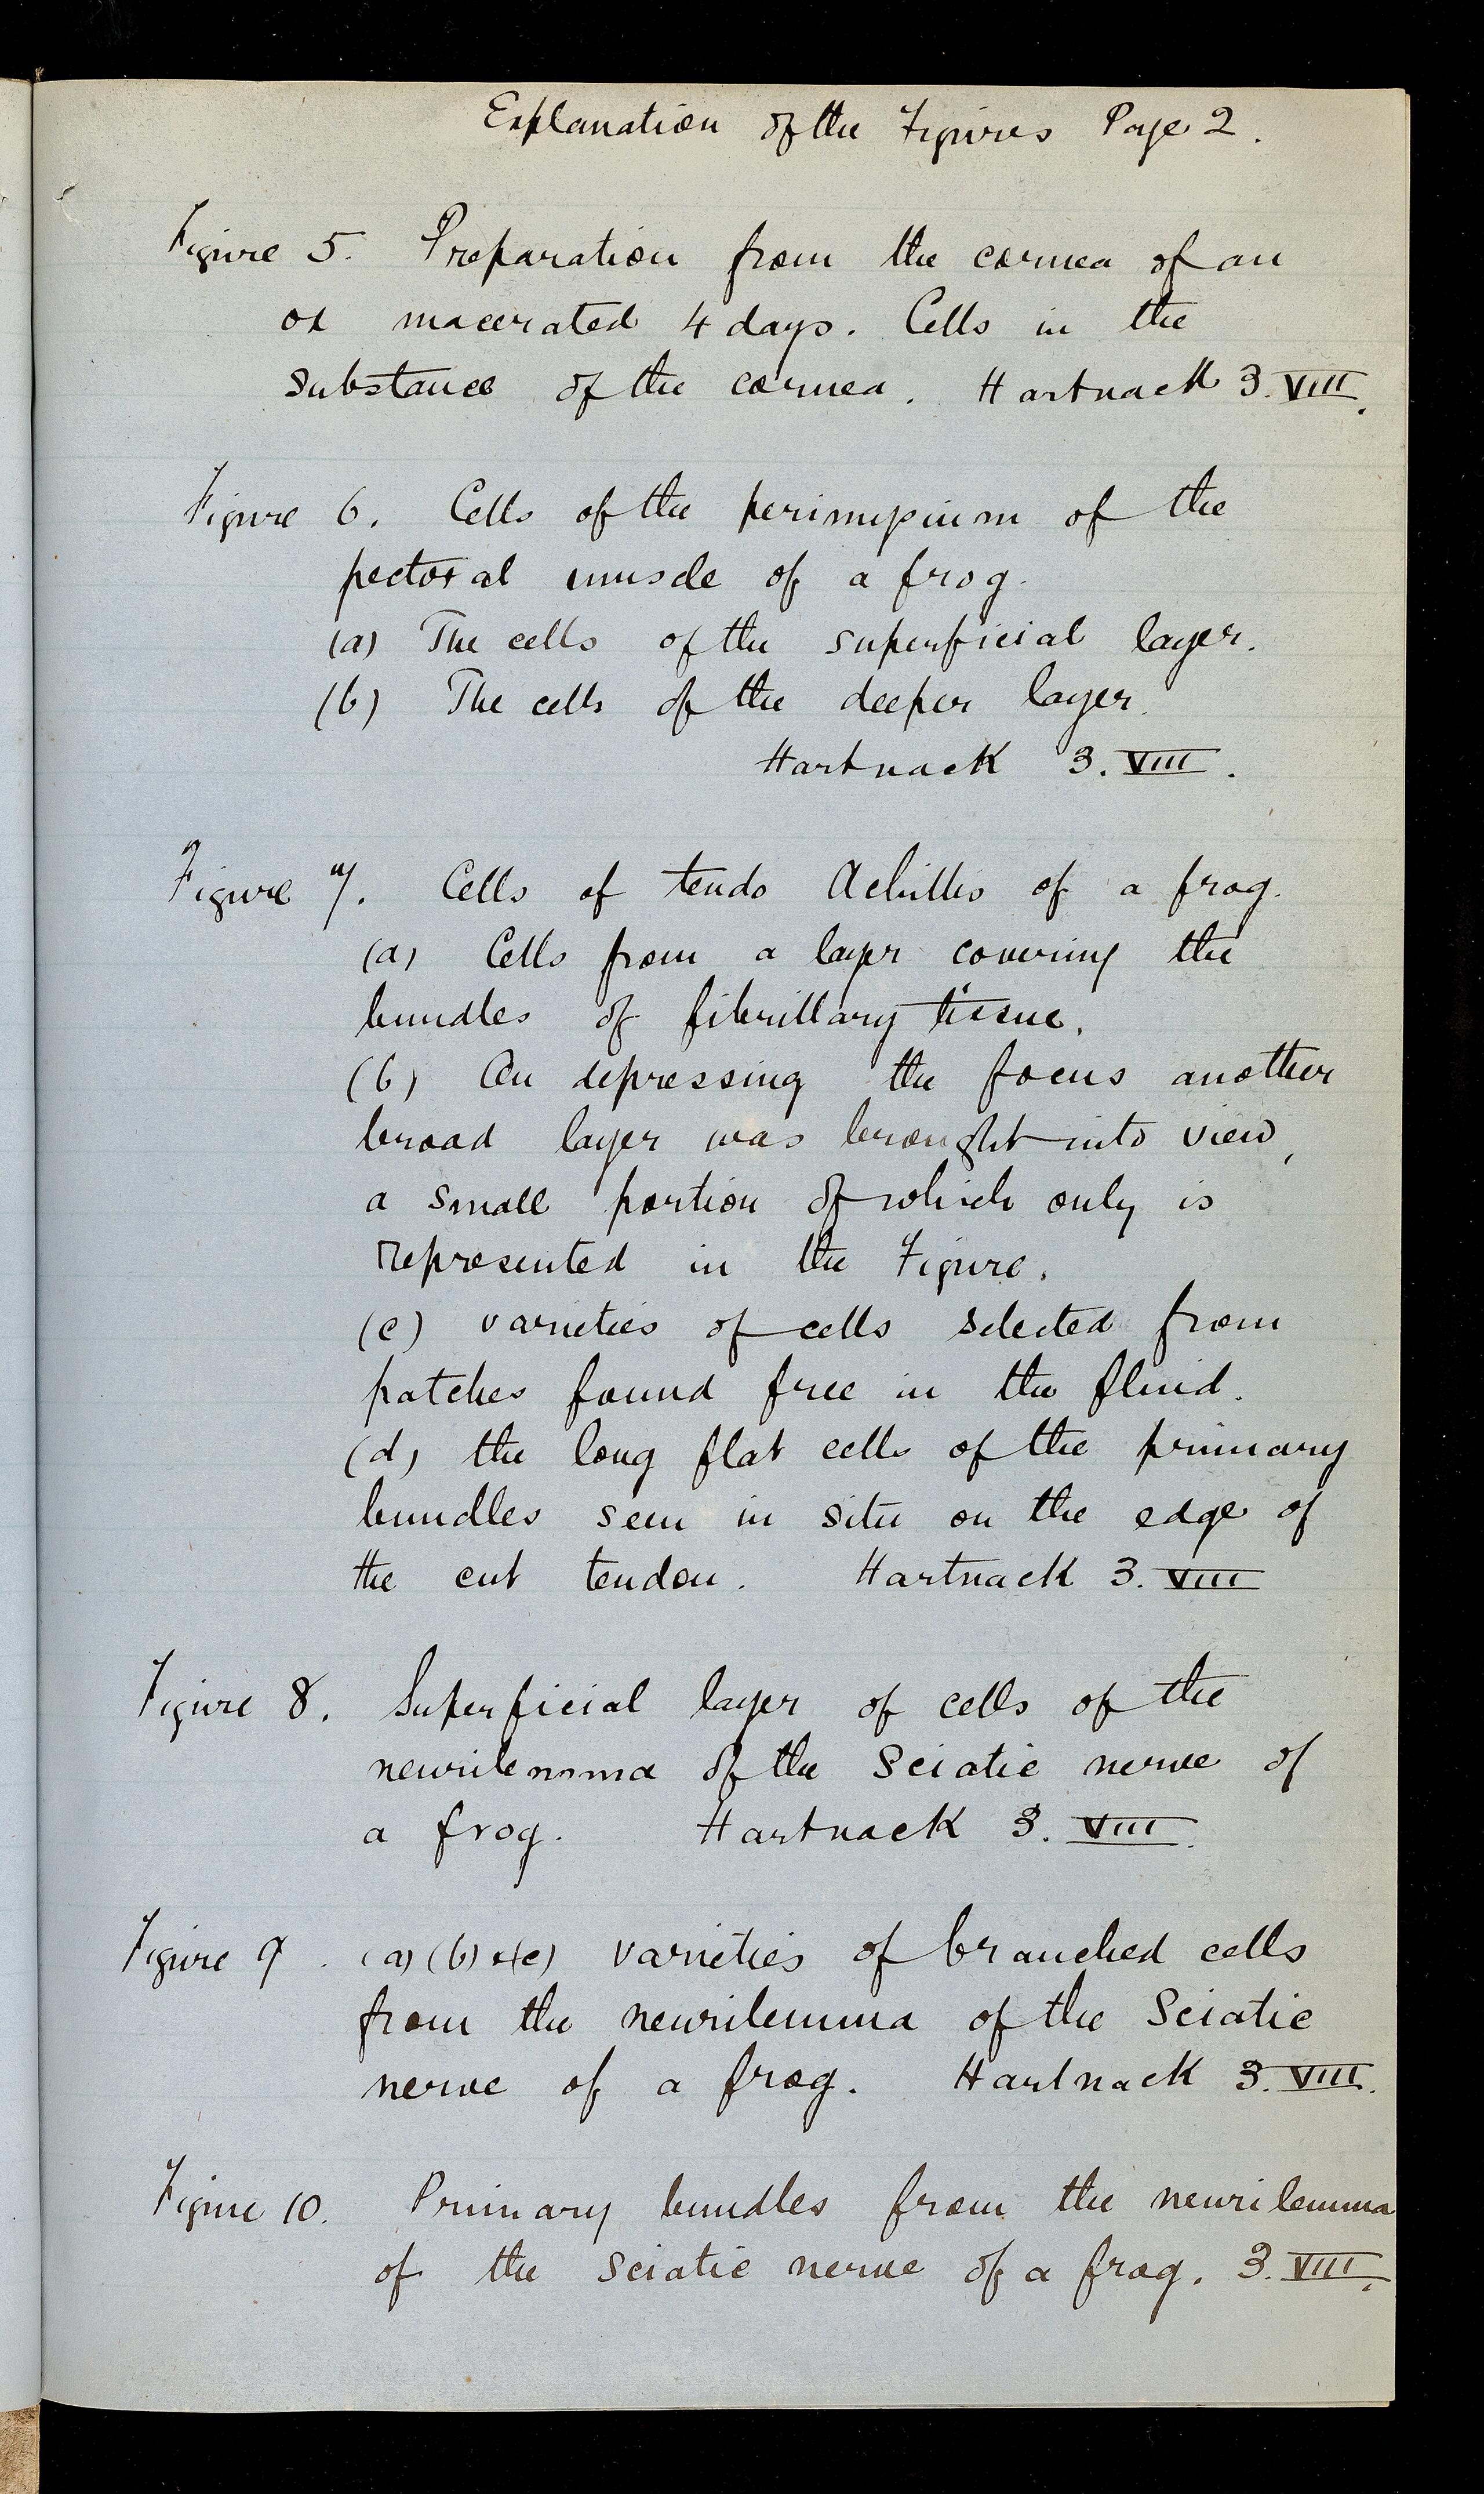 Explanation of the Figures Page 2.
Figure 5. Preparation from the cornea of an
ox macerated 4 days. Cells in the
substance of the cornea. Hartnack 3. VIII.
Figure 6. Cells of the perimysium of the
pectoral muscle of a frog.
(a) The cells of the superficial layer.
(b) The cells of the deeper layer.
Hartnack 3. VIII.
Figure 7. Cells of tendo Achillis of a frog.
(a) Cells from a layer covering the
bundles of fibrillary tissue.
(b) On depressing the focus another
broad layer was brought into view,
a small portion of which only is
represented in the Figure.
(c) varieties of cells selected from
patches found free in the fluid.
(d) the long flat cells of the primary
bundles seen in situ on the edge of
the cut tendon. Hartnack 3. VIII
Figure 8. Superficial layer of cells of the
neurilemma of the Sciatic nerve of
a frog. Hartnack 3. VIII.
Figure 9. (a) (b) & (c) varieties of branched cells
from the neurilemma of the Sciatic
nerve of a frog. Hartnack 3. VIII.
Figure 10. Primary bundles from the neurilemma
of the Sciatic nerve of a frog. 3. VIII.